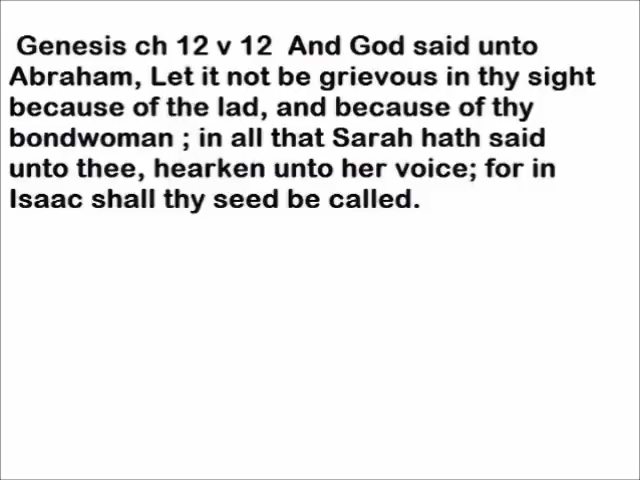 Genesis ch 12 v 12 And God said unto
Abraham, Let it not be grievous in thy sight
because of the lad, and because of thy
bondwoman ; in all that Sarah hath said
unto thee, hearken unto her voice; for in
Isaac shall thy seed be called.